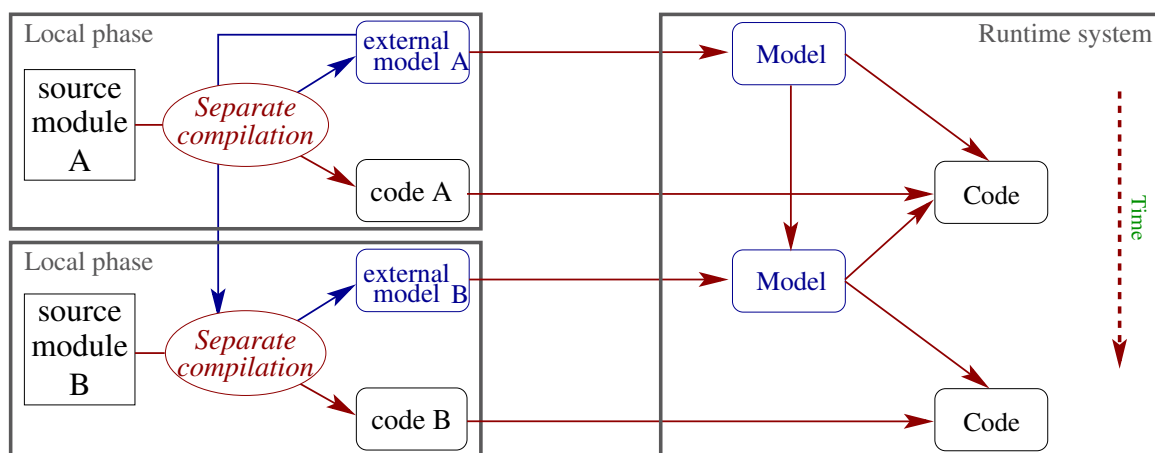 Local phase
source
module
A
Separate
compilation
external
model A
code A
Local phase
source
module
B
Separate
compilation
external
model B
code B
Runtime system
Model
Code
Model
Code
Time